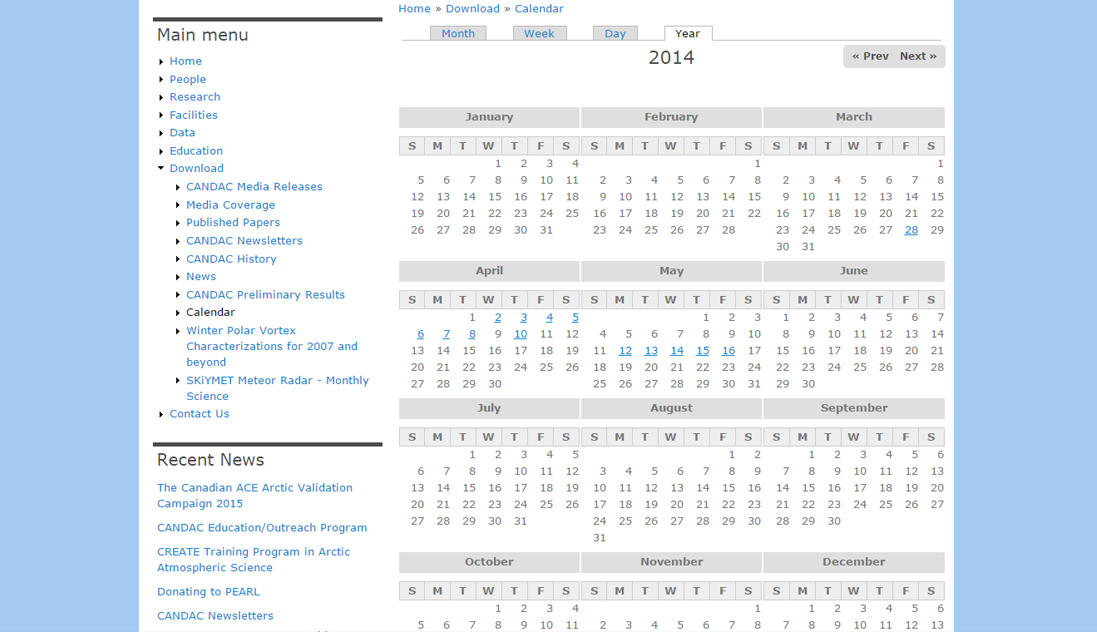 Main menu
Home
People
Research
Facilities
Data
Education
Download
CANDAC Media Releases
Media Coverage
Published Papers
CANDAC Newsletters
CANDAC History
News
CANDAC Preliminary Results
Calendar
Winter Polar Vortex
Characterizations for 2007 and
beyond
SKiYMET Meteor Radar - Monthly
Science
Contact Us
Recent News
The Canadian ACE Arctic Validation
Campaign 2015
CANDAC Education/Outreach Program
CREATE Training Program in Arctic
Atmospheric Science
Donating to PEARL
CANDAC Newsletters
Home » Download » Calendar
Month Week Day Year
2014
« Prev Next »
January February March
S M T W T F S S M T W T F S S M T W T F S
1 2 3 4 1 1
5 6 7 8 9 10 11 2 3 4 5 6 7 8 2 3 4 5 6 7 8
12 13 14 15 16 17 18 9 10 11 12 13 14 15 9 10 11 12 13 14 15
19 20 21 22 23 24 25 16 17 18 19 20 21 22 16 17 18 19 20 21 22
26 27 28 29 30 31 23 24 25 26 27 28 23 24 25 26 27 28 29
30 31
April May June
S M T W T F S S M T W T F S S M T W T F S
1 2 3 4 5 1 2 3 1 2 3 4 5 6 7
6 7 8 9 10 11 12 4 5 6 7 8 9 10 8 9 10 11 12 13 14
13 14 15 16 17 18 19 11 12 13 14 15 16 17 15 16 17 18 19 20 21
20 21 22 23 24 25 26 18 19 20 21 22 23 24 22 23 24 25 26 27 28
27 28 29 30 25 26 27 28 29 30 31 29 30
July August September
S M T W T F S S M T W T F S S M T W T F S
1 2 3 4 5 1 2 1 2 3 4 5 6
6 7 8 9 10 11 12 3 4 5 6 7 8 9 7 8 9 10 11 12 13
13 14 15 16 17 18 19 10 11 12 13 14 15 16 14 15 16 17 18 19 20
20 21 22 23 24 25 26 17 18 19 20 21 22 23 21 22 23 24 25 26 27
27 28 29 30 31 24 25 26 27 28 29 30 28 29 30
31
October November December
S M T W T F S S M T W T F S S M T W T F S
1 2 3 4 1 1 2 3 4 5 6
5 6 7 8 9 10 11 2 3 4 5 6 7 8 7 8 9 10 11 12 13